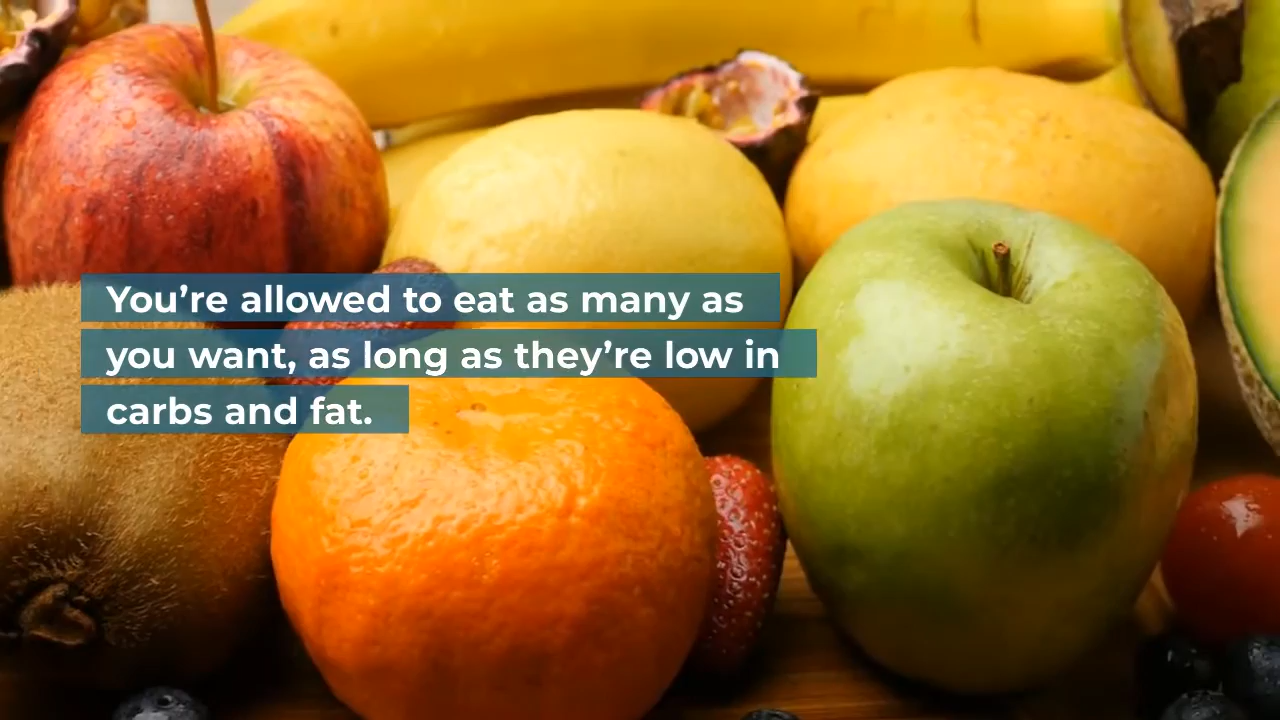 You’re allowed to eat as many as
you want, as long as they’re low in
carbs and fat.